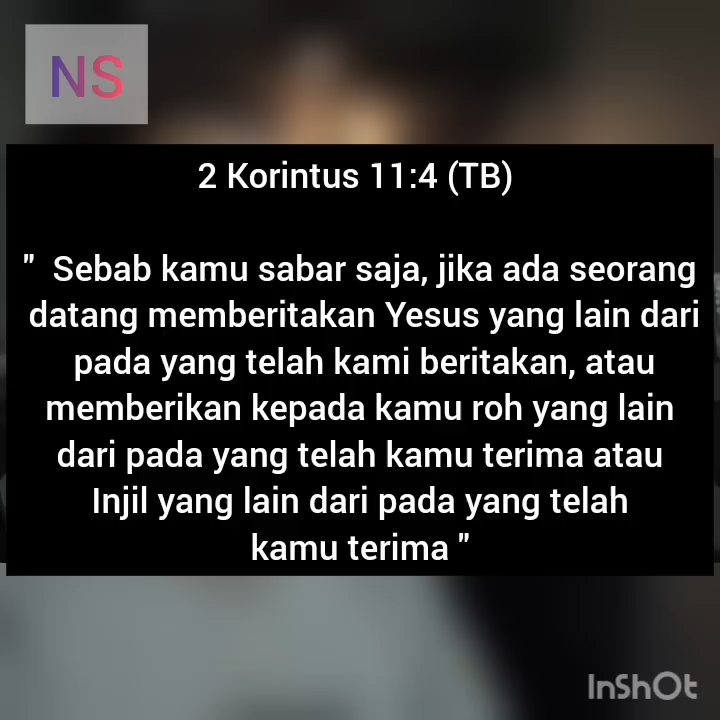 NS
2 Korintus 11:4 (TB)
"  Sebab kamu sabar saja, jika ada seorang
datang memberitakan Yesus yang lain dari
pada yang telah kami beritakan, atau
memberikan kepada kamu roh yang lain
dari pada yang telah kamu terima atau
Injil yang lain dari pada yang telah
kamu terima "
InShOt